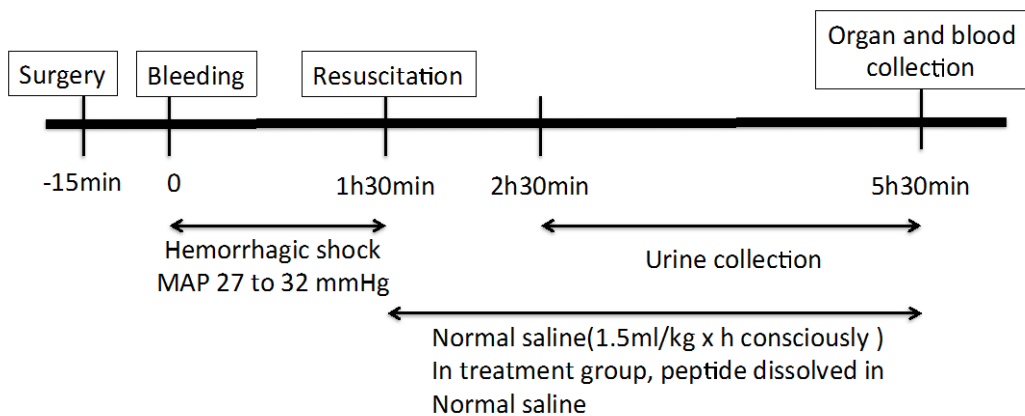 Surgery
Bleeding
Resuscitation
Organ and blood
collection
-15min
0
1h30min
2h30min
5h30min
Hemorrhagic shock
MAP 27 to 32 mmHg
Urine collection
Normal saline(1.5ml/kg x h consciously )
In treatment group, peptide dissolved in
Normal saline